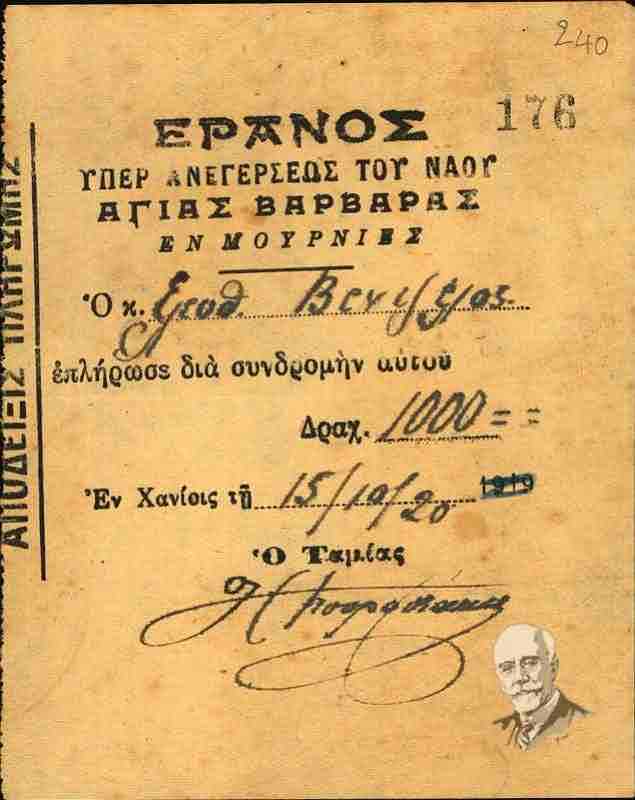 240
176
ΕΡΑΝΟΣ
ΥΠΕΡ ΑΝΕΓΕΡΣΕΩΣ ΤΟΥ ΝΑΟΥ
ΑΓΙΑΣ ΒΑΡΒΑΡΑΣ
ΕΝ ΜΟΥΡΝΙΕΣ
Ὁ κ. Ελευθ. Βενιζέλος
ἐπλήρωσε διὰ συνδρομὴν αὐτοῦ
Δραχ. 1000 = =
Ἐν Χανίοις τῇ 15/10/20 1919
Ὁ Ταμίας
ΑΠΟΔΕΙΞΙΣ ΠΛΗΡΩΜΗΣ